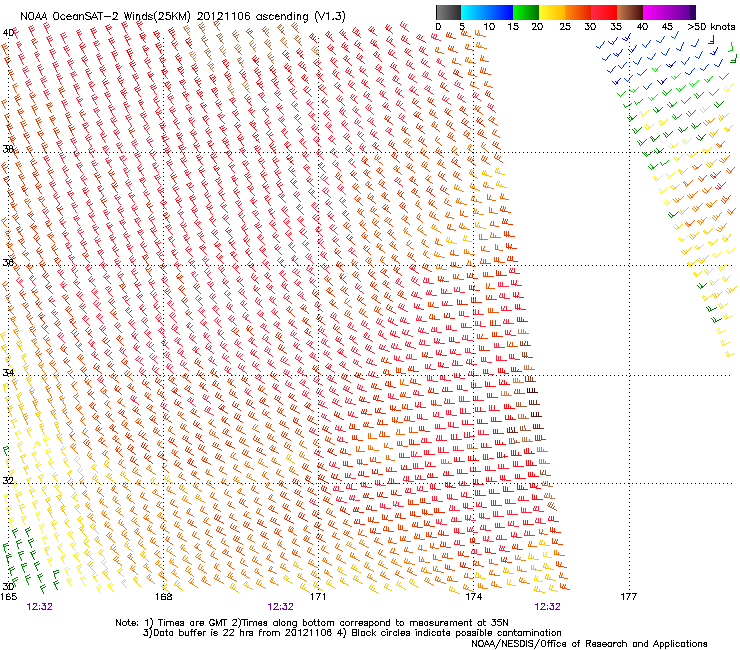 NOAA OceanSAT-2 Winds(25KM) 20121106 ascending (V1.3)
0 5 10 15 20 25 30 35 40 45 >50 knots
40
38
36
34
32
30
165 168 171 174 177
12:32 12:32 12:32
Note: 1) Times are GMT 2)Times along bottom correspond to measurement at 35N
3)Data buffer is 22 hrs from 20121106 4) Black circles indicate possible contamination
NOAA/NESDIS/Office of Research and Applications